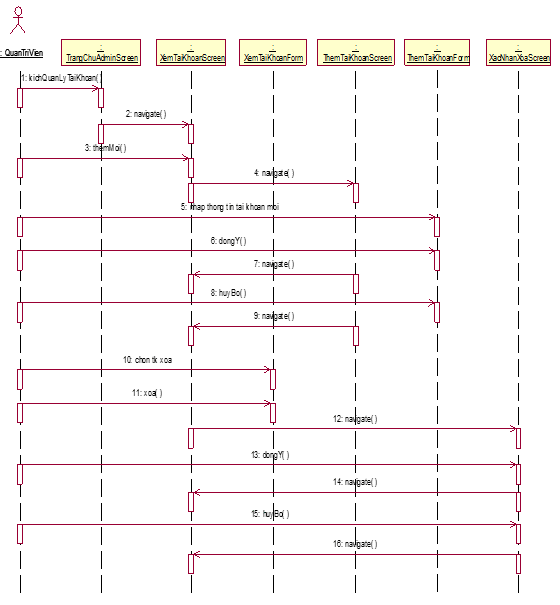 : QuanTriVien
:
TrangChuAdminScreen
:
XemTaiKhoanScreen
:
XemTaiKhoanForm
:
ThemTaiKhoanScreen
:
ThemTaiKhoanForm
:
XacNhanXoaScreen
1: kichQuanLyTaiKhoan( )
2: navigate( )
3: themMoi( )
4: navigate( )
5: nhap thong tin tai khoan moi
6: dongY( )
7: navigate( )
8: huyBo( )
9: navigate( )
10: chon tk xoa
11: xoa( )
12: navigate( )
13: dongY( )
14: navigate( )
15: huyBo( )
16: navigate( )